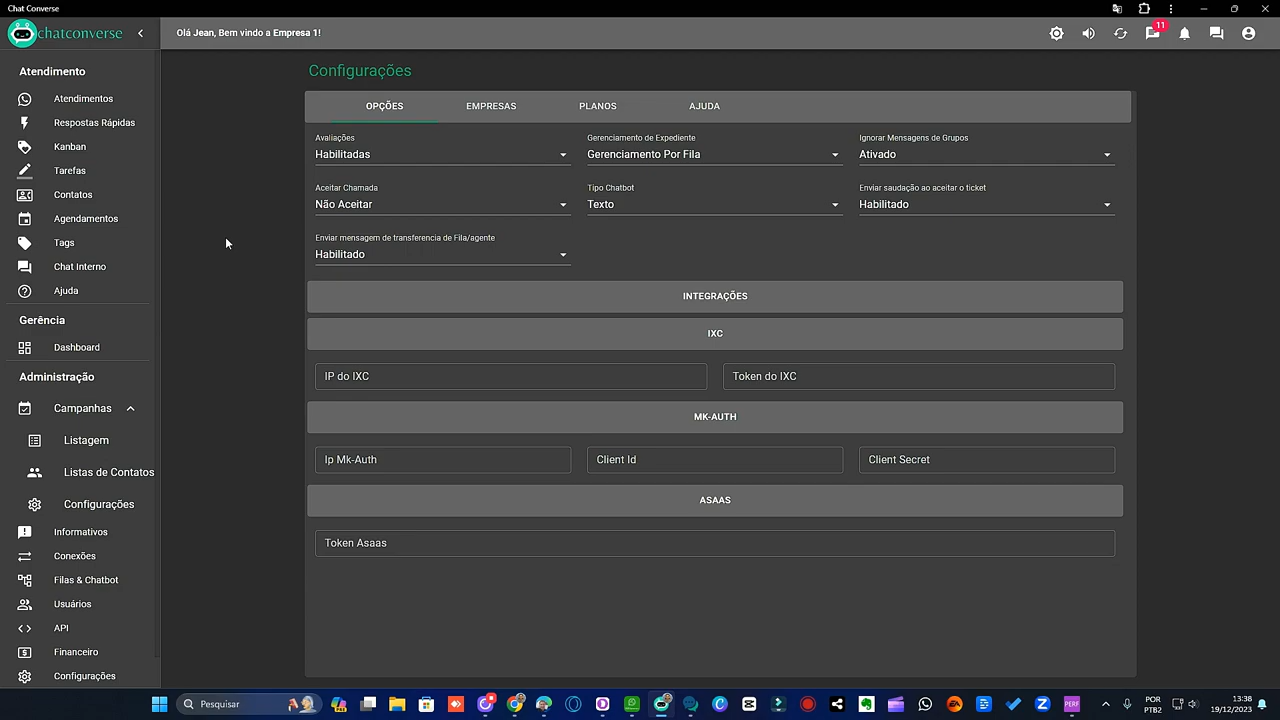 Chat Converse
chatconverse
Olá Jean, Bem vindo a Empresa 1!
11
Atendimento
Atendimentos
Respostas Rápidas
Kanban
Tarefas
Contatos
Agendamentos
Tags
Chat Interno
Ajuda
Gerência
Dashboard
Administração
Campanhas
Listagem
Listas de Contatos
Configurações
Informativos
Conexões
Filas & Chatbot
Usuários
API
Financeiro
Configurações
Configurações
OPÇÕES EMPRESAS PLANOS AJUDA
Avaliações Gerenciamento de Expediente Ignorar Mensagens de Grupos
Habilitadas Gerenciamento Por Fila Ativado
Aceitar Chamada Tipo Chatbot Enviar saudação ao aceitar o ticket
Não Aceitar Texto Habilitado
Enviar mensagem de transferencia de Fila/agente
Habilitado
INTEGRAÇÕES
IXC
IP do IXC Token do IXC
MK-AUTH
Ip Mk-Auth Client Id Client Secret
ASAAS
Token Asaas
Pesquisar
PERF
POR
PTB2
13:38
19/12/2023